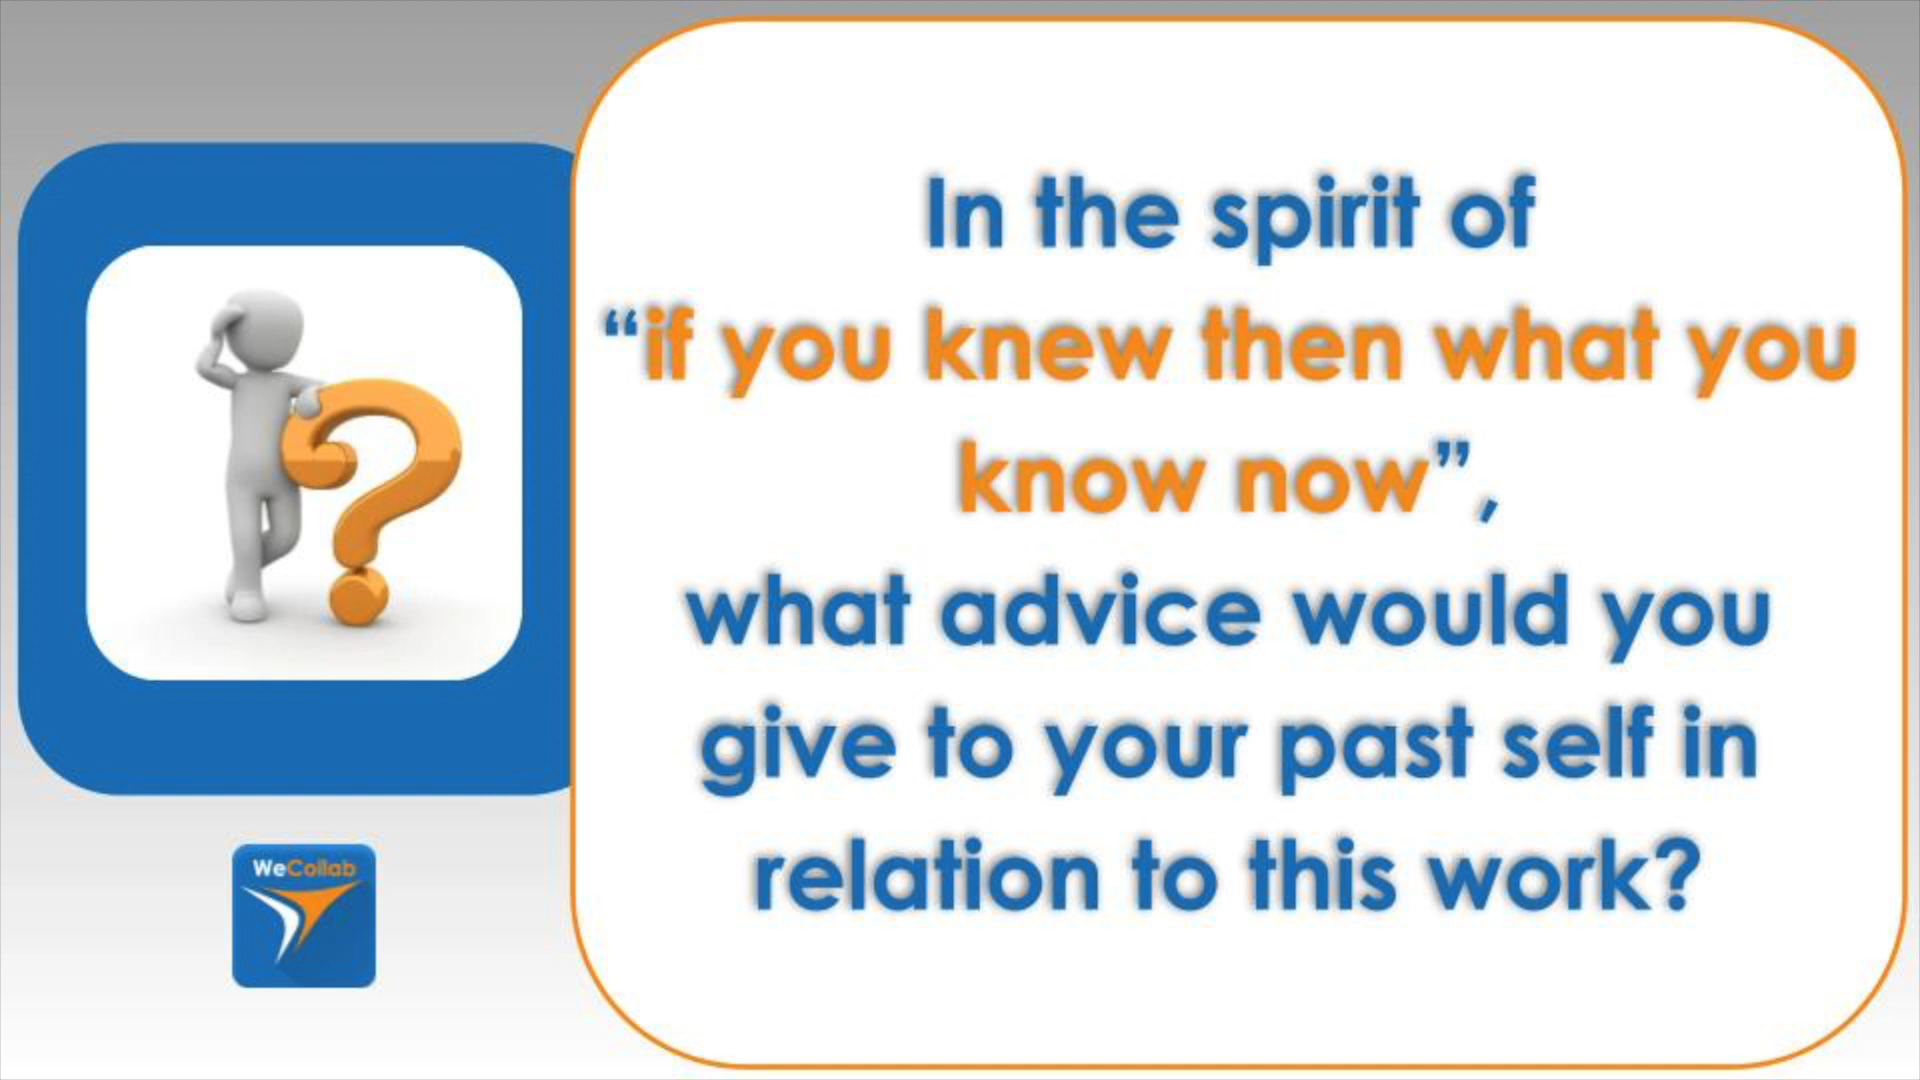 In the spirit of
“if you knew then what you
know now”,
what advice would you
give to your past self in
relation to this work?
WeCollab